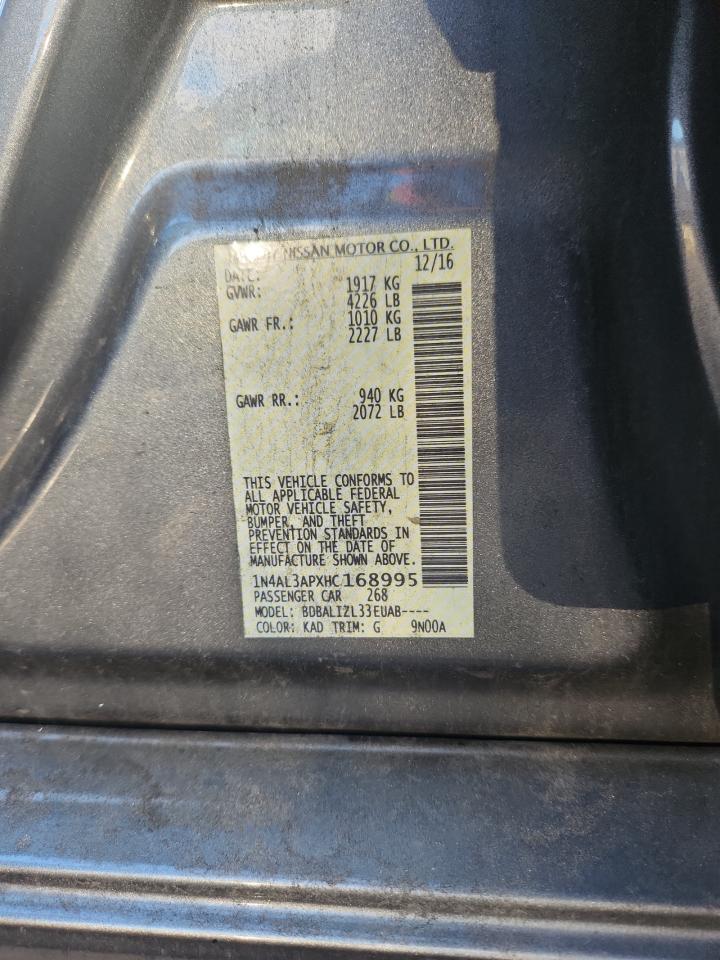 NISSAN MOTOR CO., LTD.
DATE: 12/16
GVWR: 1917 KG
4226 LB
GAWR FR.: 1010 KG
2227 LB
GAWR RR.: 940 KG
2072 LB
THIS VEHICLE CONFORMS TO
ALL APPLICABLE FEDERAL
MOTOR VEHICLE SAFETY,
BUMPER, AND THEFT
PREVENTION STANDARDS IN
EFFECT ON THE DATE OF
MANUFACTURE SHOWN ABOVE.
1N4AL3APXHC168995
PASSENGER CAR 268
MODEL: BDBALIZL33EUAB----
COLOR: KAD TRIM: G 9N00A